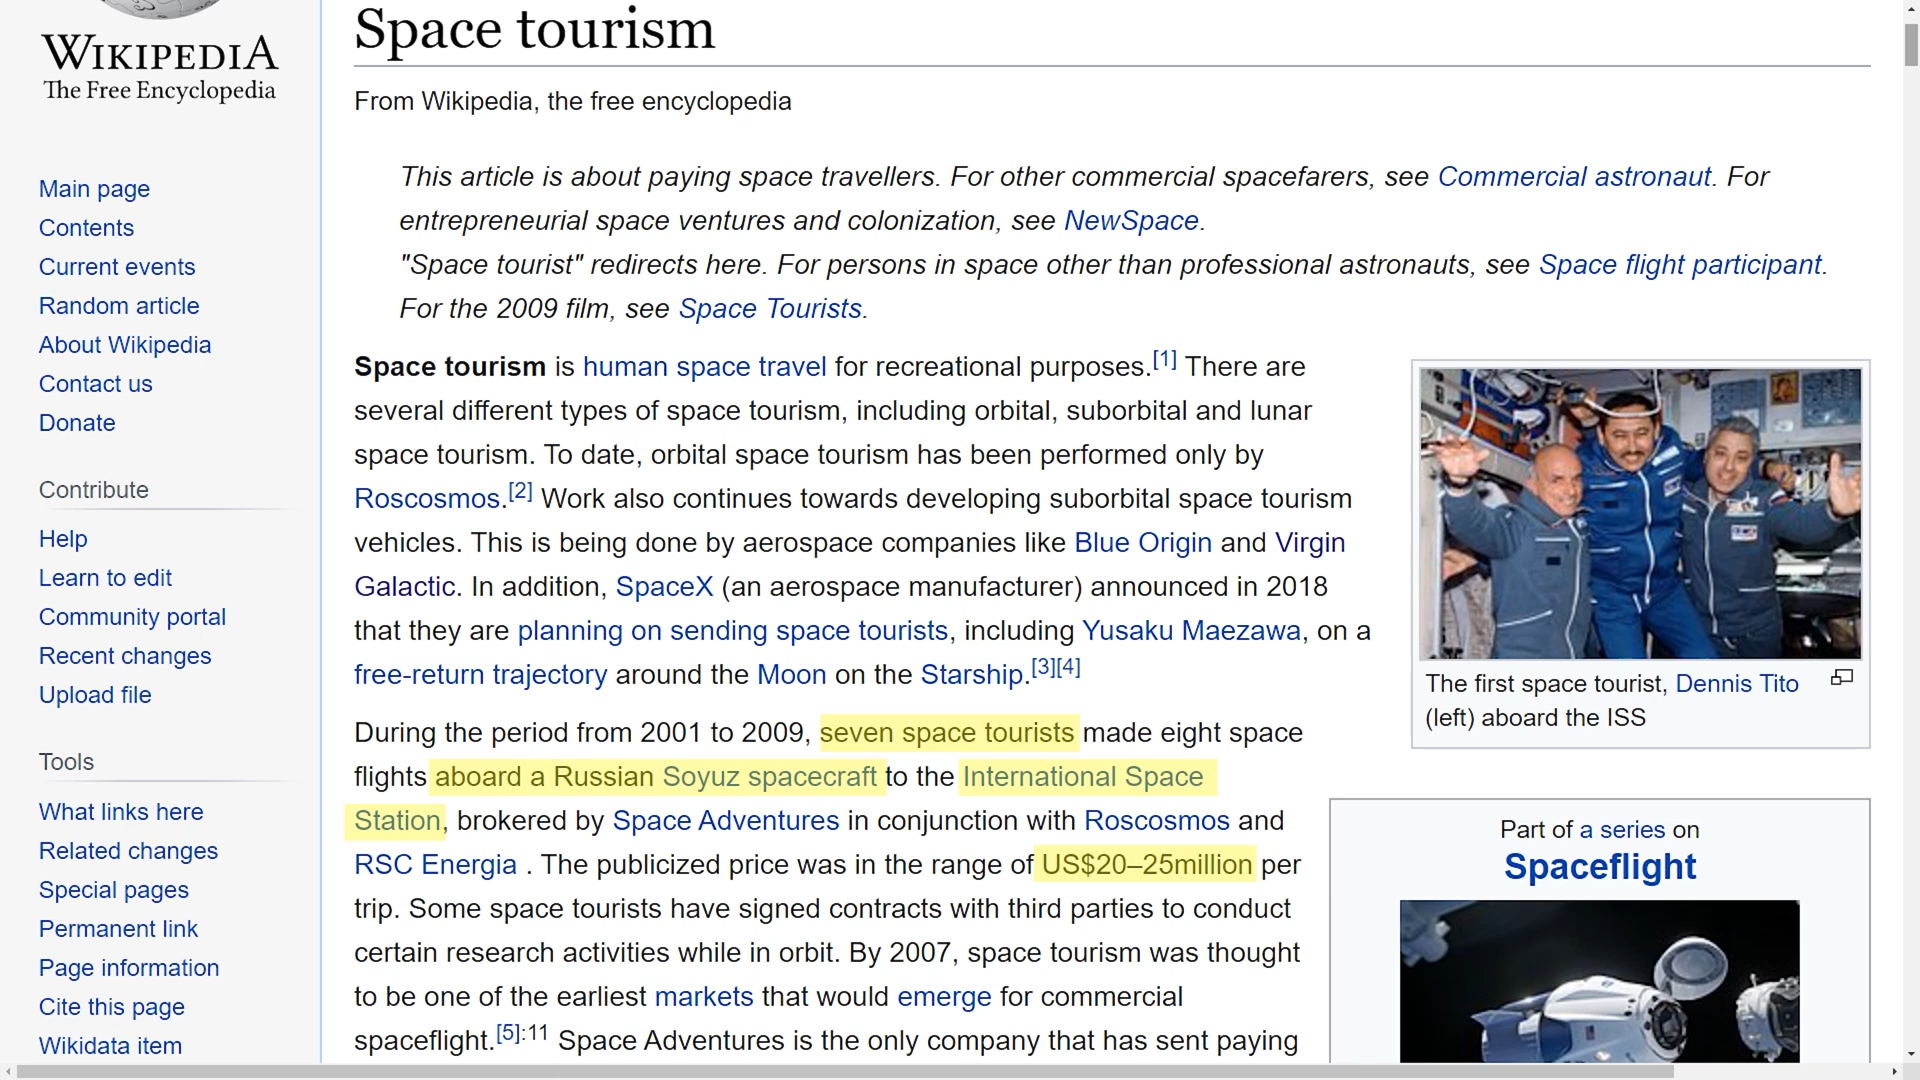 WIKIPEDIA
The Free Encyclopedia
Main page
Contents
Current events
Random article
About Wikipedia
Contact us
Donate
Contribute
Help
Learn to edit
Community portal
Recent changes
Upload file
Tools
What links here
Related changes
Special pages
Permanent link
Page information
Cite this page
Wikidata item
Space tourism
From Wikipedia, the free encyclopedia
This article is about paying space travellers. For other commercial spacefarers, see Commercial astronaut. For
entrepreneurial space ventures and colonization, see NewSpace.
"Space tourist" redirects here. For persons in space other than professional astronauts, see Space flight participant.
For the 2009 film, see Space Tourists.
Space tourism is human space travel for recreational purposes.[1] There are
several different types of space tourism, including orbital, suborbital and lunar
space tourism. To date, orbital space tourism has been performed only by
Roscosmos.[2] Work also continues towards developing suborbital space tourism
vehicles. This is being done by aerospace companies like Blue Origin and Virgin
Galactic. In addition, SpaceX (an aerospace manufacturer) announced in 2018
that they are planning on sending space tourists, including Yusaku Maezawa, on a
free-return trajectory around the Moon on the Starship.[3][4]
During the period from 2001 to 2009, seven space tourists made eight space
flights aboard a Russian Soyuz spacecraft to the International Space
Station, brokered by Space Adventures in conjunction with Roscosmos and
RSC Energia . The publicized price was in the range of US$20–25million per
trip. Some space tourists have signed contracts with third parties to conduct
certain research activities while in orbit. By 2007, space tourism was thought
to be one of the earliest markets that would emerge for commercial
spaceflight.[5]:11 Space Adventures is the only company that has sent paying
The first space tourist, Dennis Tito
(left) aboard the ISS
Part of a series on
Spaceflight